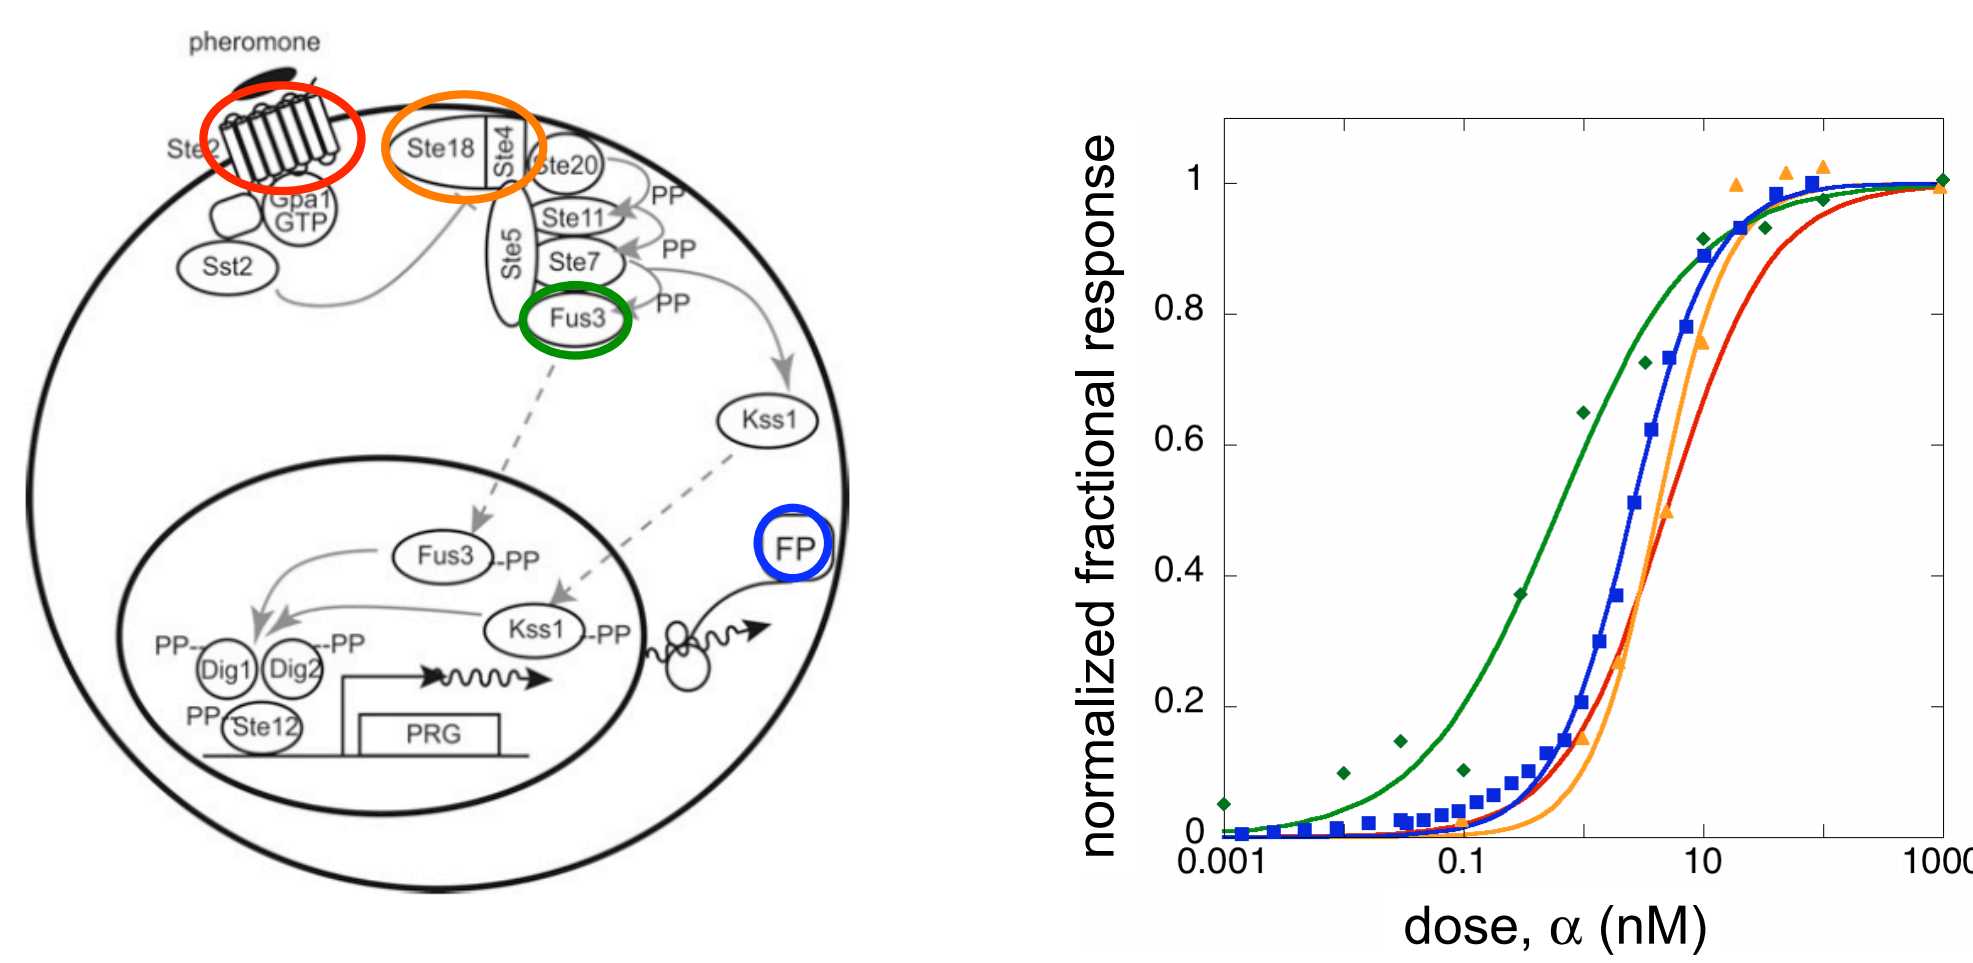 pheromone
Ste2
Gpa1
GTP
Sst2
Ste18
Ste4
Ste20
PP
Ste11
PP
Ste5
Ste7
PP
Fus3
Kss1
FP
Fus3
--PP
Kss1
--PP
PP--
--PP
Dig1
Dig2
PP--
Ste12
PRG
normalized fractional response
1
0.8
0.6
0.4
0.2
0
0.001
0.1
10
1000
dose, α (nM)